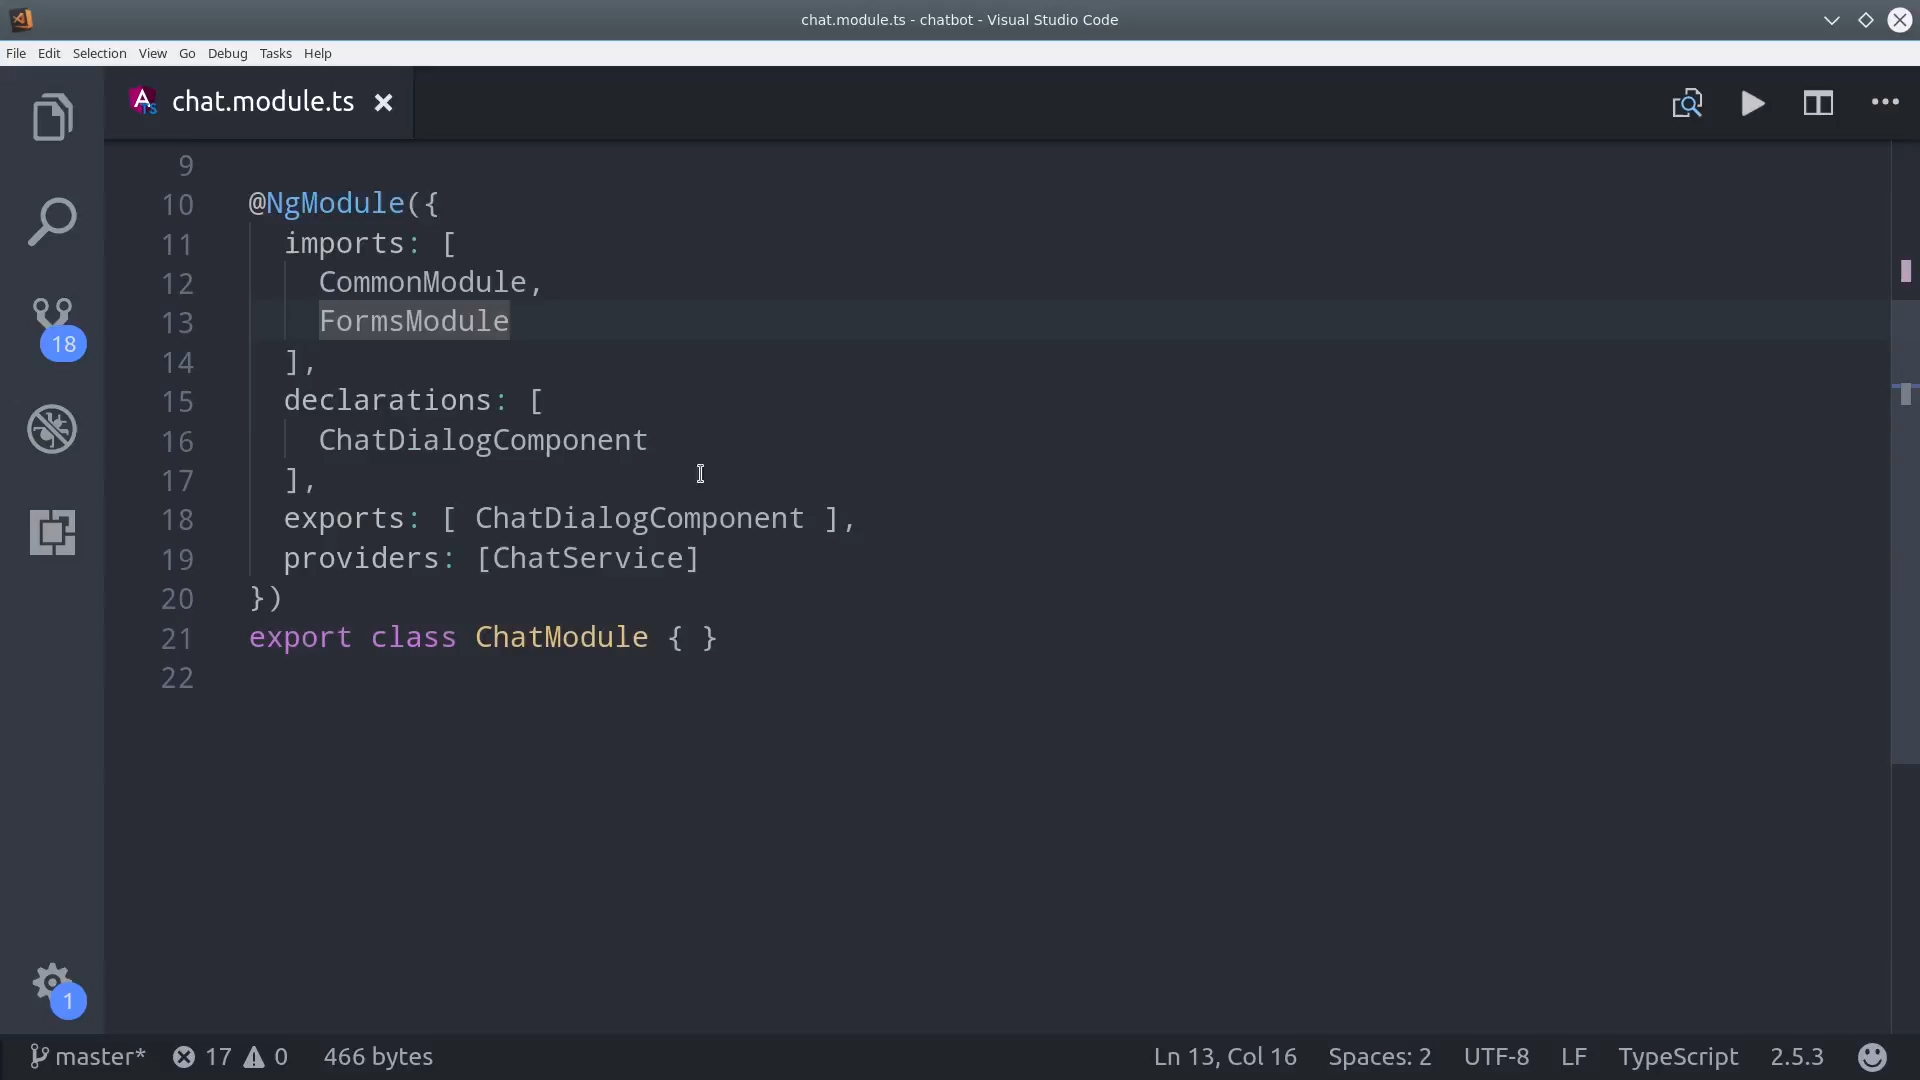 chat.module.ts - chatbot - Visual Studio Code
File Edit Selection View Go Debug Tasks Help
chat.module.ts
9
10 @NgModule({
11 imports: [
12 CommonModule,
13 FormsModule
14 ],
15 declarations: [
16 ChatDialogComponent
17 ],
18 exports: [ ChatDialogComponent ],
19 providers: [ChatService]
20 })
21 export class ChatModule { }
22
18
1
master* 17 0 466 bytes Ln 13, Col 16 Spaces: 2 UTF-8 LF TypeScript 2.5.3